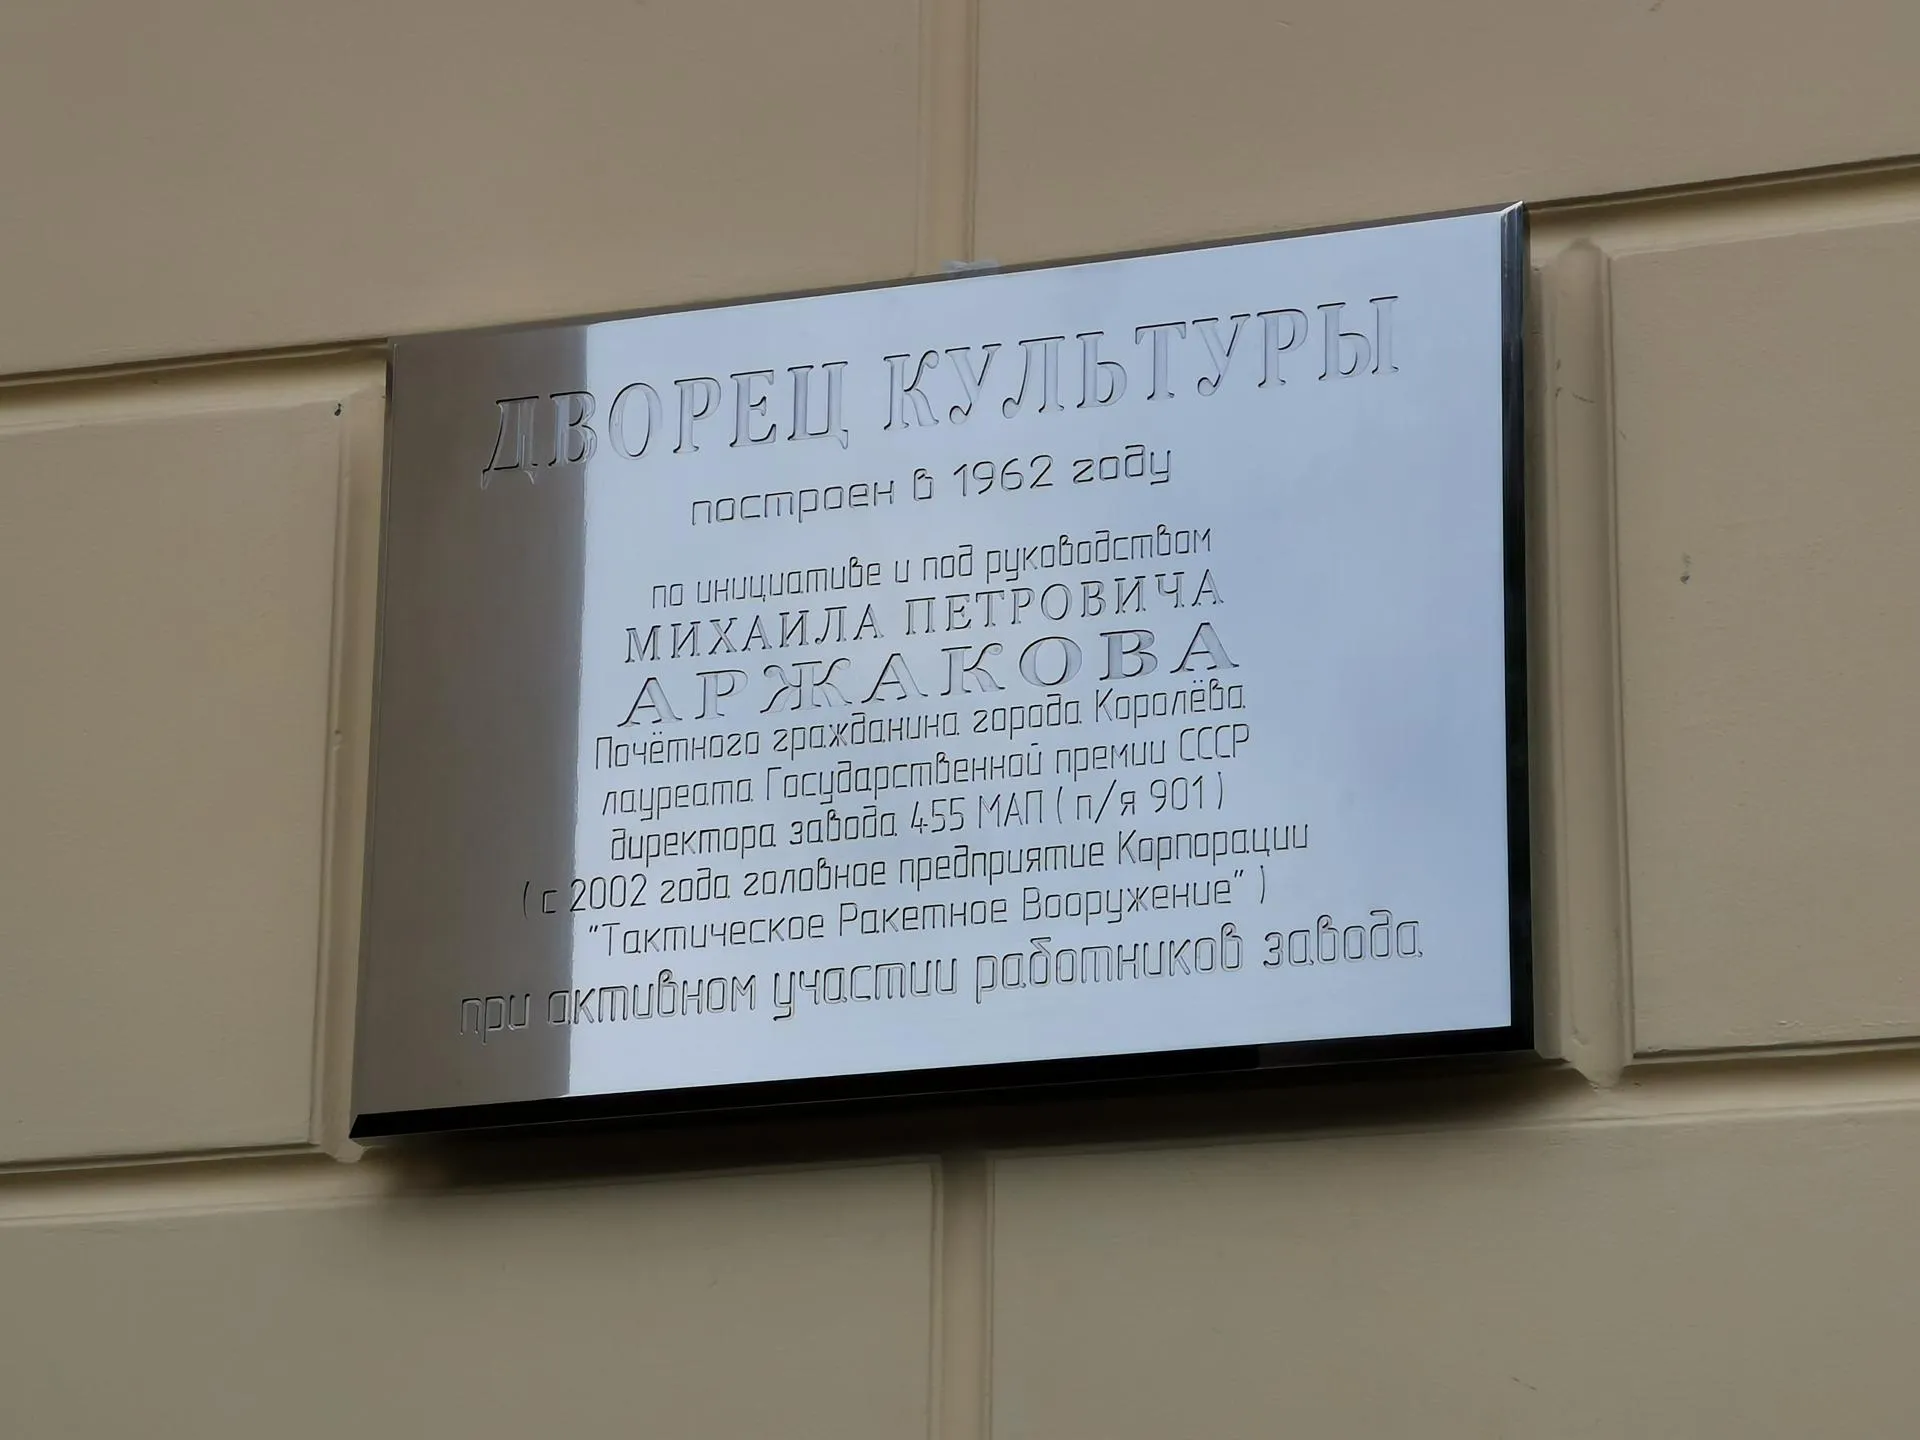 ДВОРЕЦ КУЛЬТУРЫ
построен в 1962 году
по инициативе и под руководством
МИХАИЛА ПЕТРОВИЧА
АРЖАКОВА
Почётного гражданина города Королёва
лауреата Государственной премии СССР
директора завода 455 МАП ( п/я 901 )
( с 2002 года головное предприятие Корпорации
"Тактическое Ракетное Вооружение" )
при активном участии работников завода